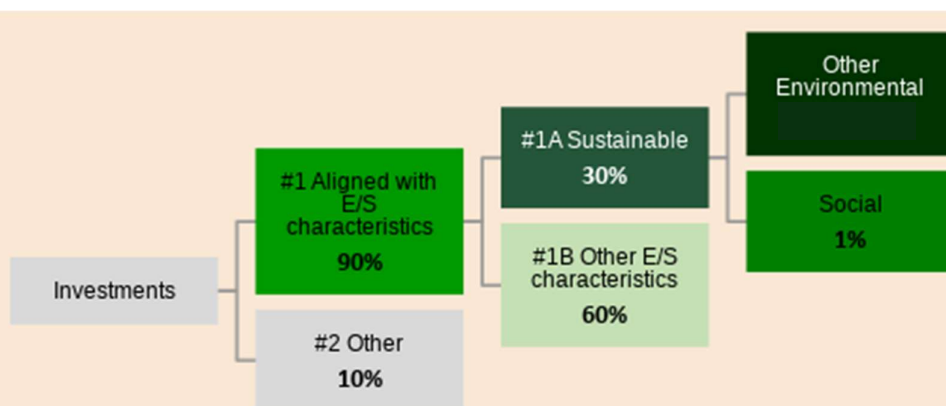 Investments
#1 Aligned with
E/S
characteristics
90%
#2 Other
10%
#1A Sustainable
30%
#1B Other E/S
characteristics
60%
Other
Environmental
Social
1%